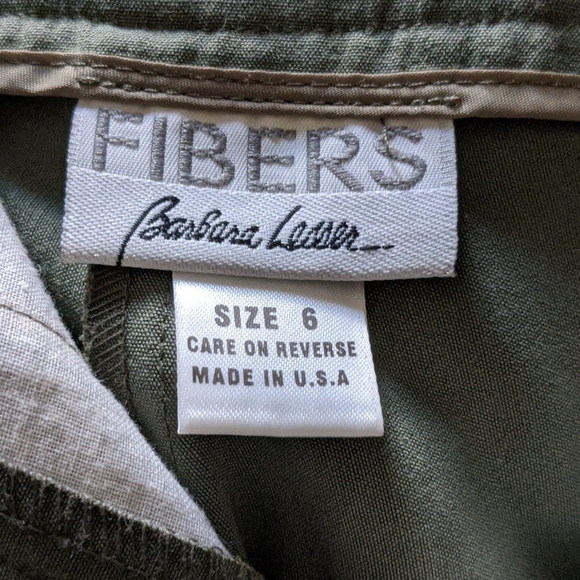 FIBERS
Barbara Lesser
SIZE 6
CARE ON REVERSE
MADE IN U.S.A